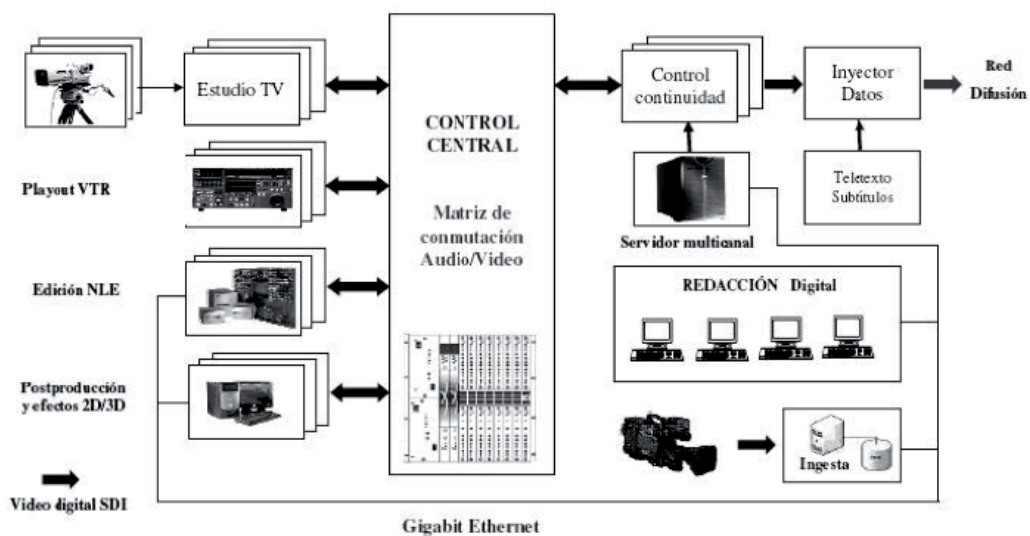 Estudio TV
Control
continuidad
Inyector
Datos
Red
Difusión
CONTROL
CENTRAL
Playout VTR
Matriz de
conmutación
Audio/Video
Teletexto
Subtítulos
Servidor multicanal
Edición NLE
REDACCIÓN Digital
Postproducción
y efectos 2D/3D
Ingesta
Video digital SDI
Gigabit Ethernet